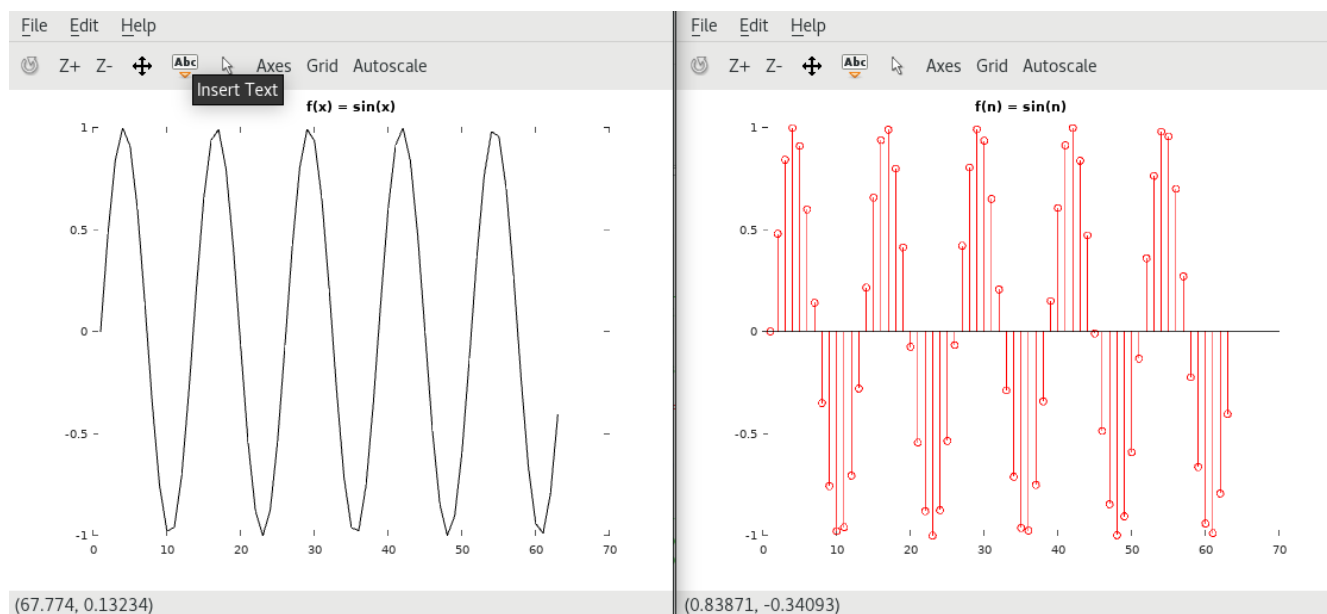 File Edit Help
Z+ Z- Abc Axes Grid Autoscale
Insert Text
f(x) = sin(x)
1
0.5
0
-0.5
-1
0 10 20 30 40 50 60 70
(67.774, 0.13234)
File Edit Help
Z+ Z- Abc Axes Grid Autoscale
f(n) = sin(n)
1
0.5
0
-0.5
-1
0 10 20 30 40 50 60 70
(0.83871, -0.34093)